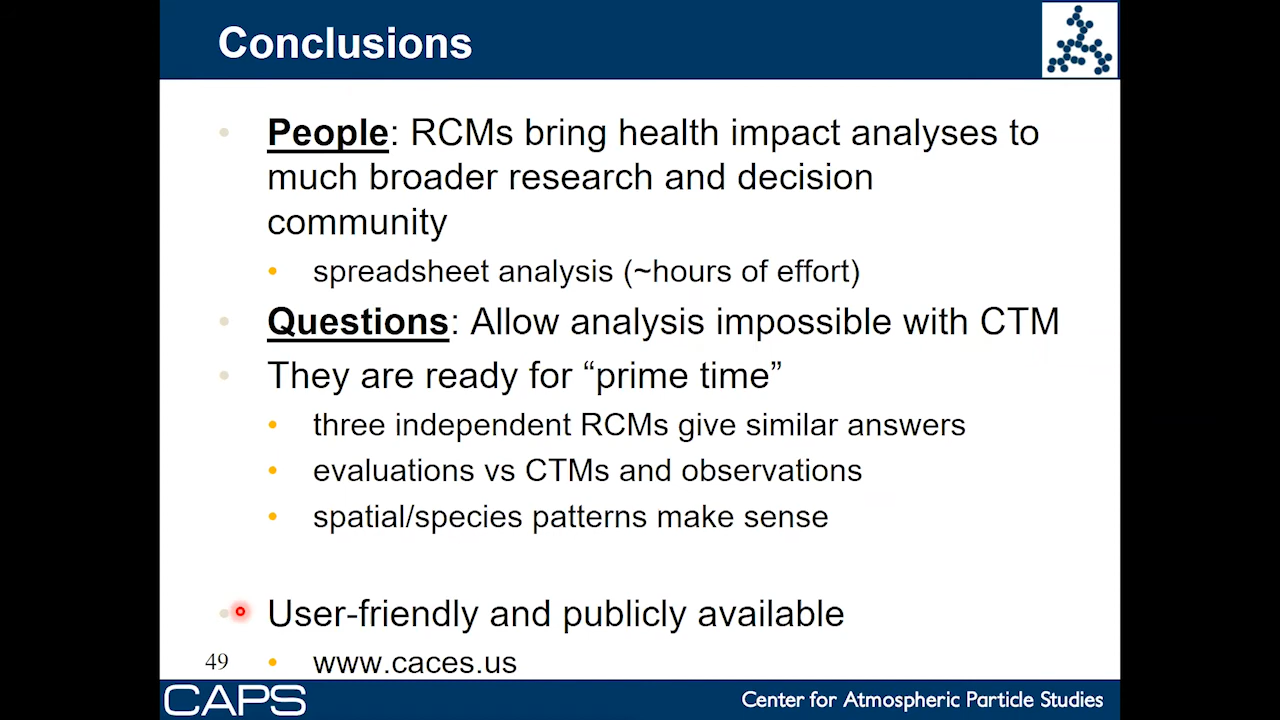 Conclusions
• People: RCMs bring health impact analyses to
much broader research and decision
community
• spreadsheet analysis (~hours of effort)
• Questions: Allow analysis impossible with CTM
• They are ready for “prime time”
• three independent RCMs give similar answers
• evaluations vs CTMs and observations
• spatial/species patterns make sense
• User-friendly and publicly available
49 • www.caces.us
CAPS Center for Atmospheric Particle Studies